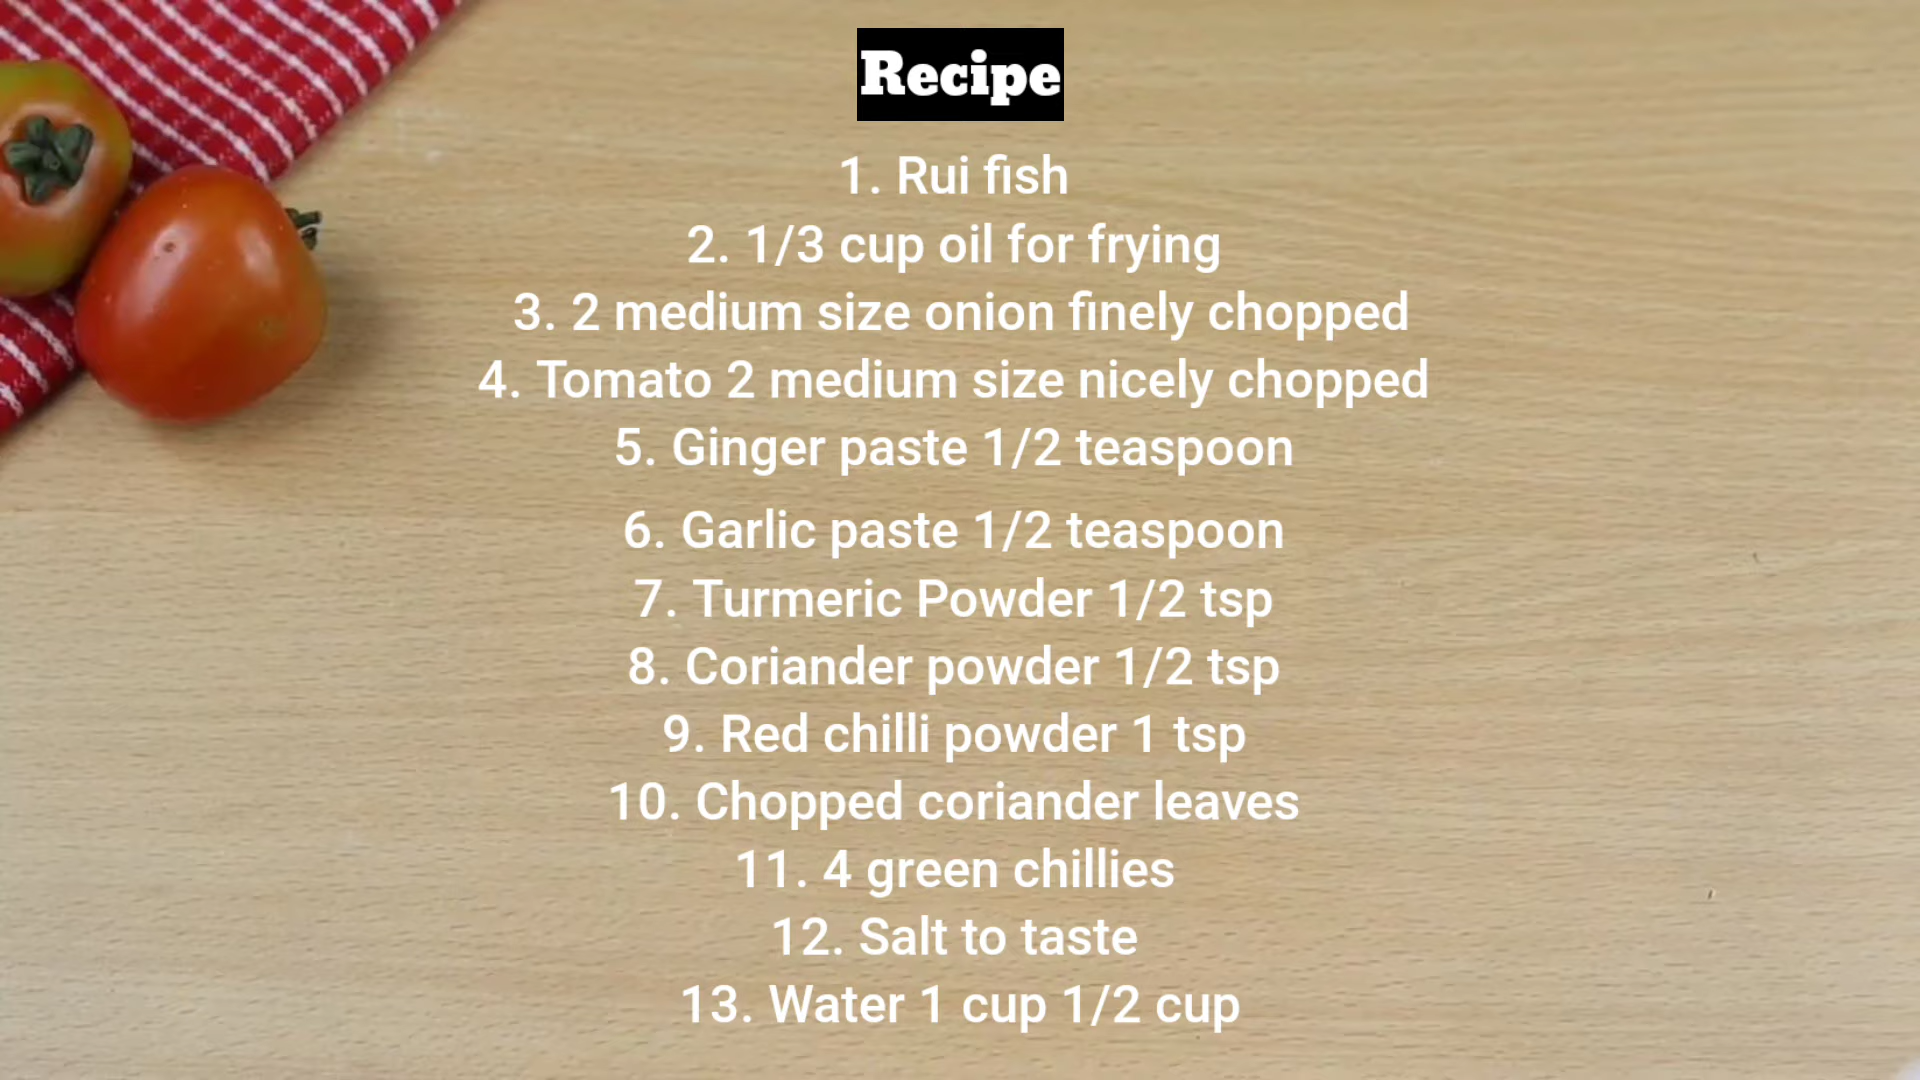 Recipe
1. Rui fish
2. 1/3 cup oil for frying
3. 2 medium size onion finely chopped
4. Tomato 2 medium size nicely chopped
5. Ginger paste 1/2 teaspoon
6. Garlic paste 1/2 teaspoon
7. Turmeric Powder 1/2 tsp
8. Coriander powder 1/2 tsp
9. Red chilli powder 1 tsp
10. Chopped coriander leaves
11. 4 green chillies
12. Salt to taste
13. Water 1 cup 1/2 cup